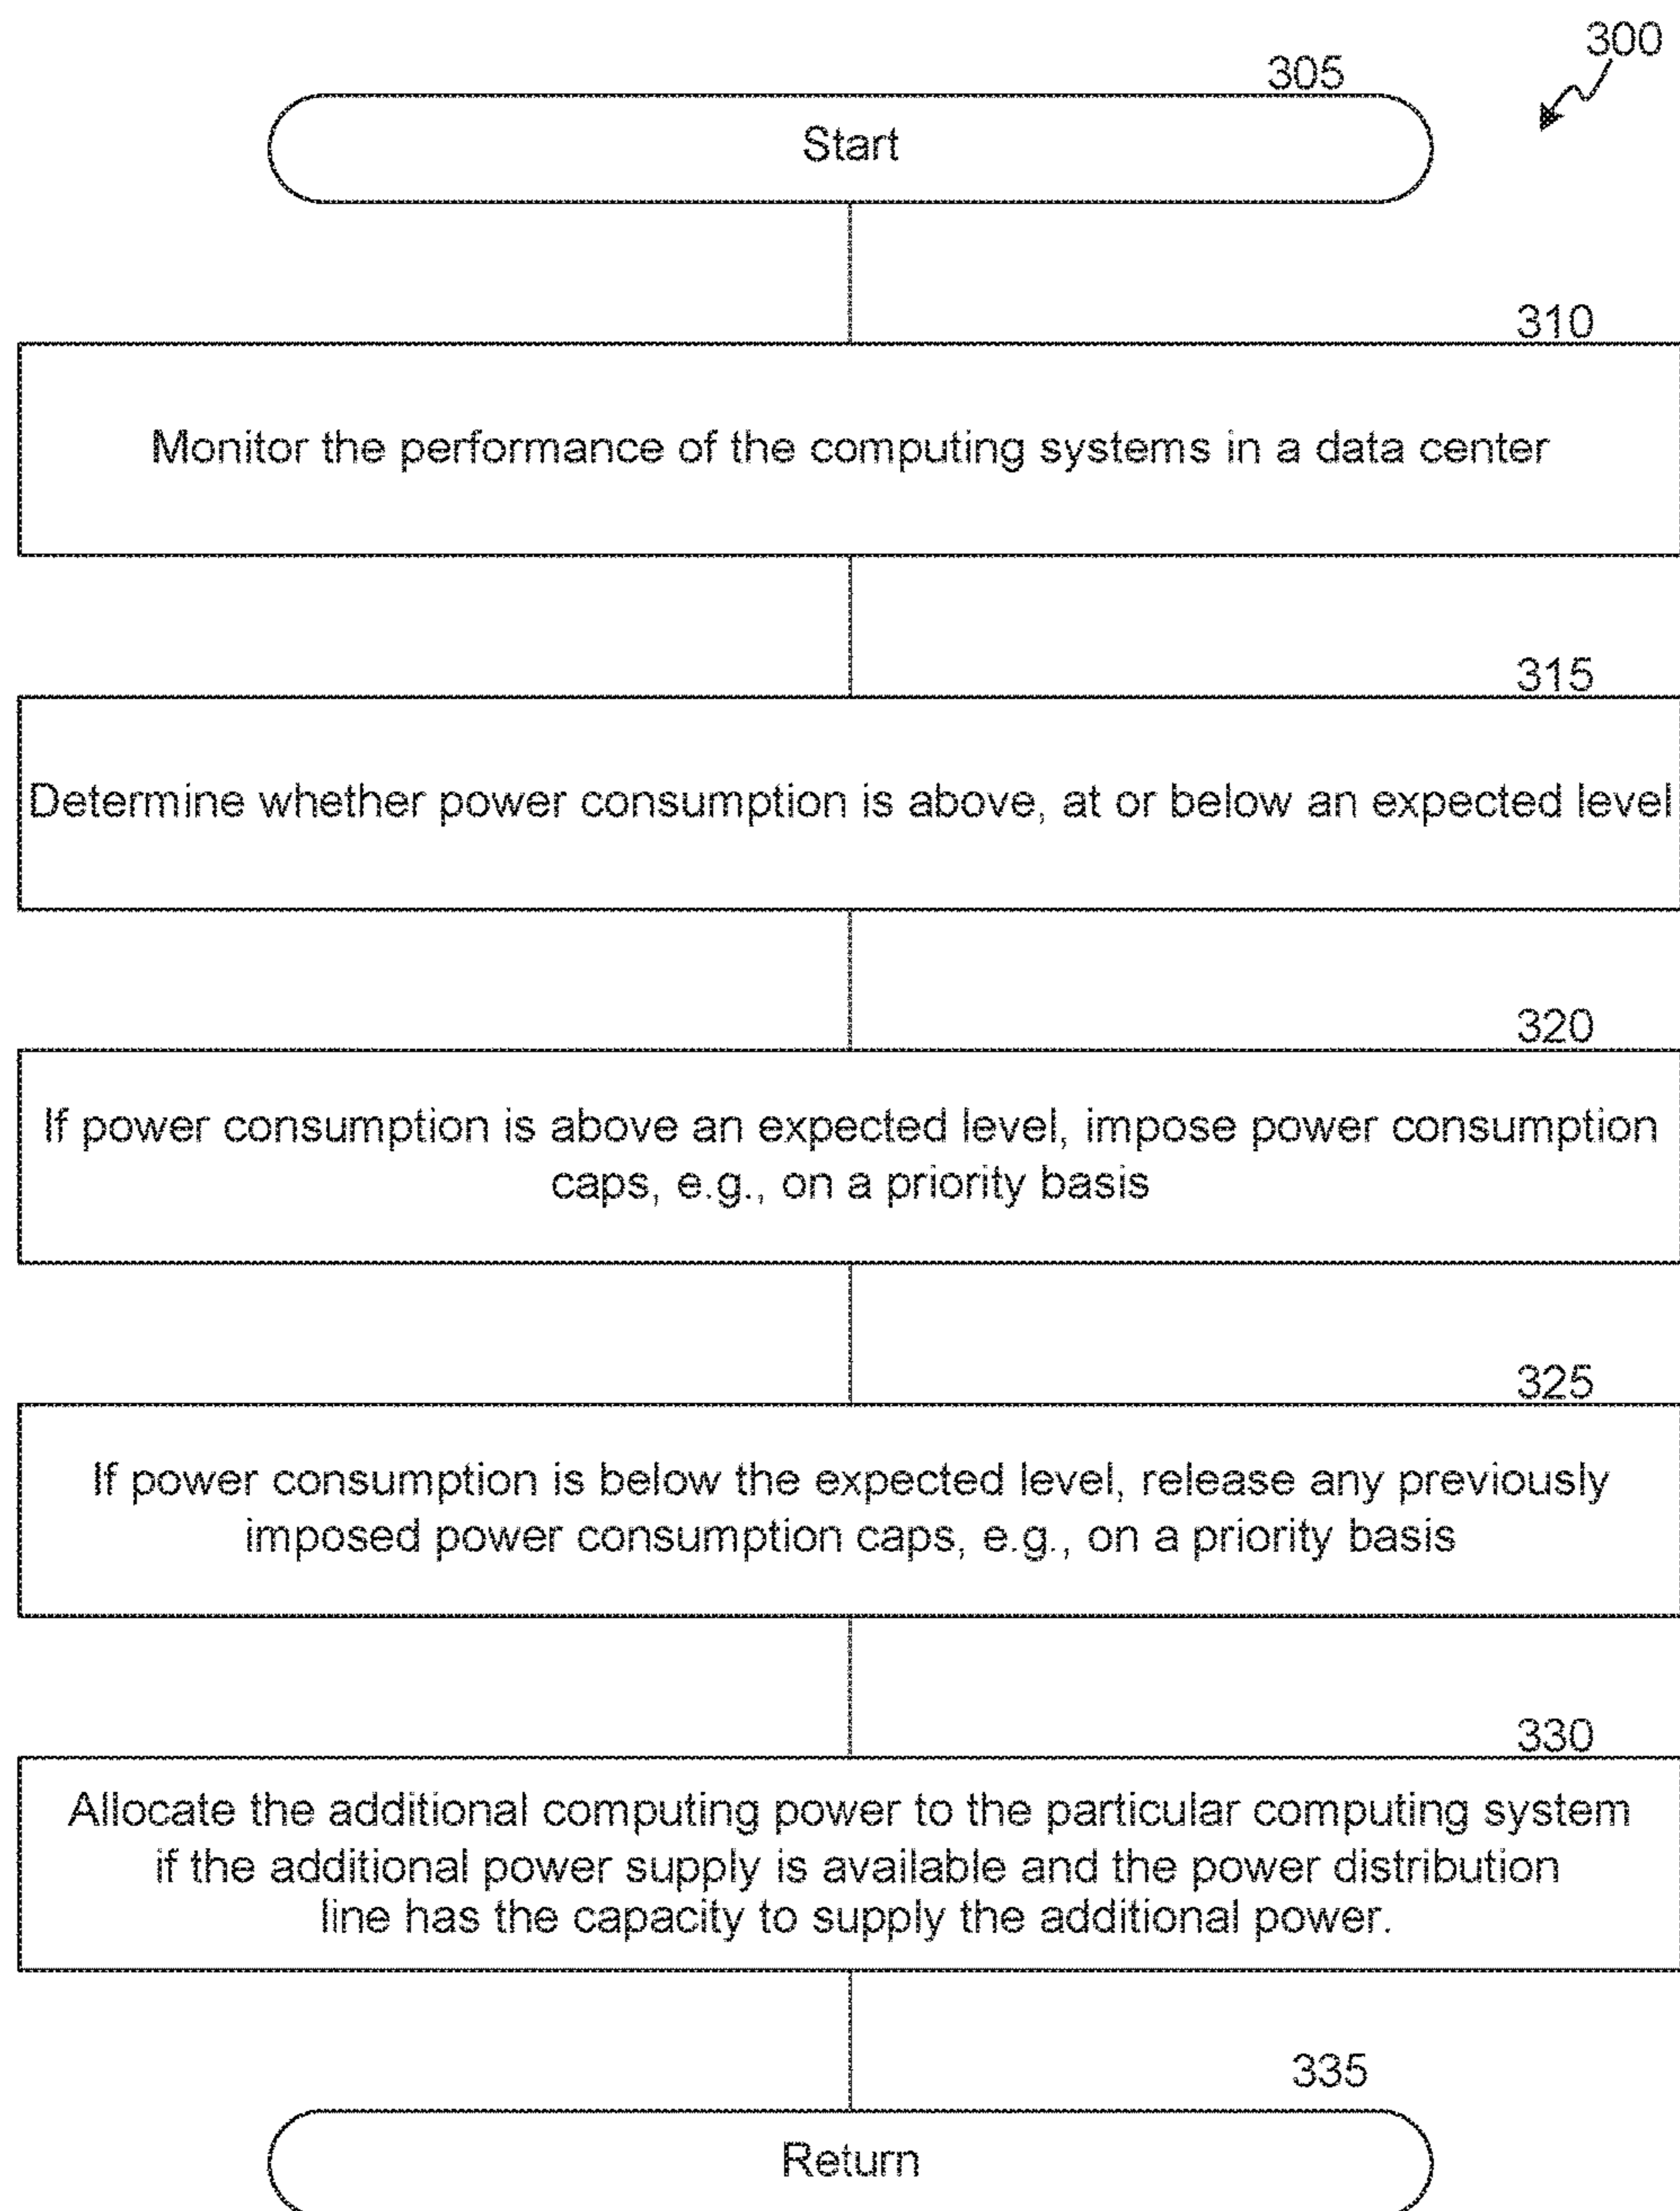 300
305
Start
310
Monitor the performance of the computing systems in a data center
315
Determine whether power consumption is above, at or below an expected level
320
If power consumption is above an expected level, impose power consumption
caps, e.g., on a priority basis
325
If power consumption is below the expected level, release any previously
imposed power consumption caps, e.g., on a priority basis
330
Allocate the additional computing power to the particular computing system
if the additional power supply is available and the power distribution
line has the capacity to supply the additional power.
335
Return